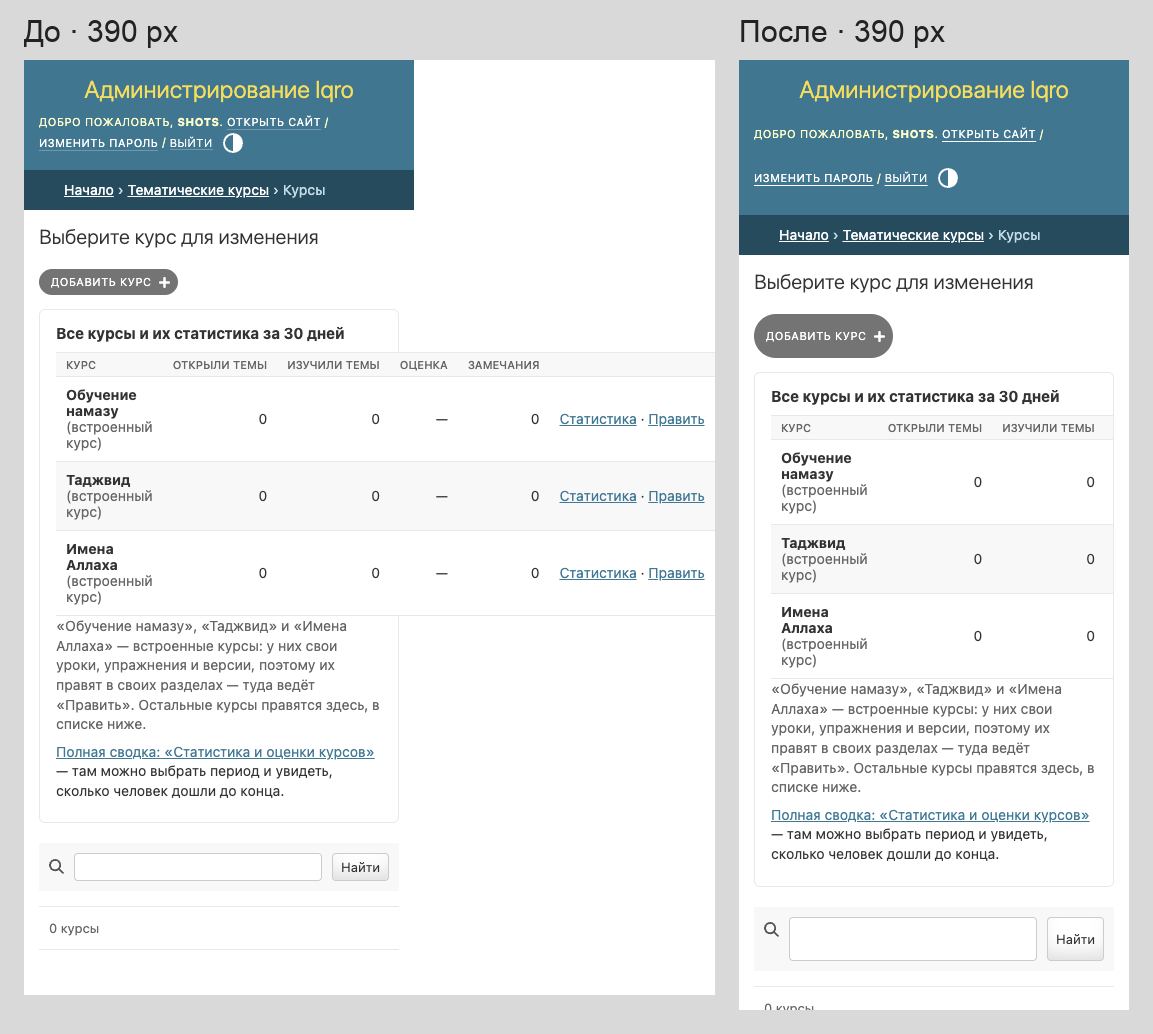 До · 390 px
Администрирование Iqro
ДОБРО ПОЖАЛОВАТЬ, SHOTS. ОТКРЫТЬ САЙТ /
ИЗМЕНИТЬ ПАРОЛЬ / ВЫЙТИ
Начало › Тематические курсы › Курсы
Выберите курс для изменения
ДОБАВИТЬ КУРС +
Все курсы и их статистика за 30 дней
КУРС ОТКРЫЛИ ТЕМЫ ИЗУЧИЛИ ТЕМЫ ОЦЕНКА ЗАМЕЧАНИЯ
Обучение
намазу
(встроенный
курс)
0 0 — 0 Статистика · Править
Таджвид
(встроенный
курс)
0 0 — 0 Статистика · Править
Имена
Аллаха
(встроенный
курс)
0 0 — 0 Статистика · Править
«Обучение намазу», «Таджвид» и «Имена
Аллаха» — встроенные курсы: у них свои
уроки, упражнения и версии, поэтому их
правят в своих разделах — туда ведёт
«Править». Остальные курсы правятся здесь, в
списке ниже.
Полная сводка: «Статистика и оценки курсов»
— там можно выбрать период и увидеть,
сколько человек дошли до конца.
Найти
0 курсы
После · 390 px
Администрирование Iqro
ДОБРО ПОЖАЛОВАТЬ, SHOTS. ОТКРЫТЬ САЙТ /
ИЗМЕНИТЬ ПАРОЛЬ / ВЫЙТИ
Начало › Тематические курсы › Курсы
Выберите курс для изменения
ДОБАВИТЬ КУРС +
Все курсы и их статистика за 30 дней
КУРС ОТКРЫЛИ ТЕМЫ ИЗУЧИЛИ ТЕМЫ
Обучение
намазу
(встроенный
курс)
0 0
Таджвид
(встроенный
курс)
0 0
Имена
Аллаха
(встроенный
курс)
0 0
«Обучение намазу», «Таджвид» и «Имена
Аллаха» — встроенные курсы: у них свои
уроки, упражнения и версии, поэтому их
правят в своих разделах — туда ведёт
«Править». Остальные курсы правятся здесь, в
списке ниже.
Полная сводка: «Статистика и оценки курсов»
— там можно выбрать период и увидеть,
сколько человек дошли до конца.
Найти
0 курсы